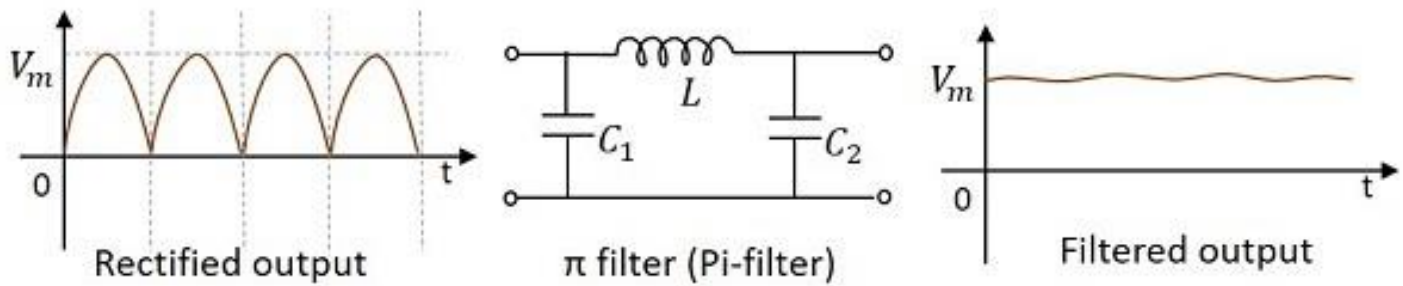 V_m
0
t
Rectified output
L
C_1
C_2
π filter (Pi-filter)
V_m
0
t
Filtered output